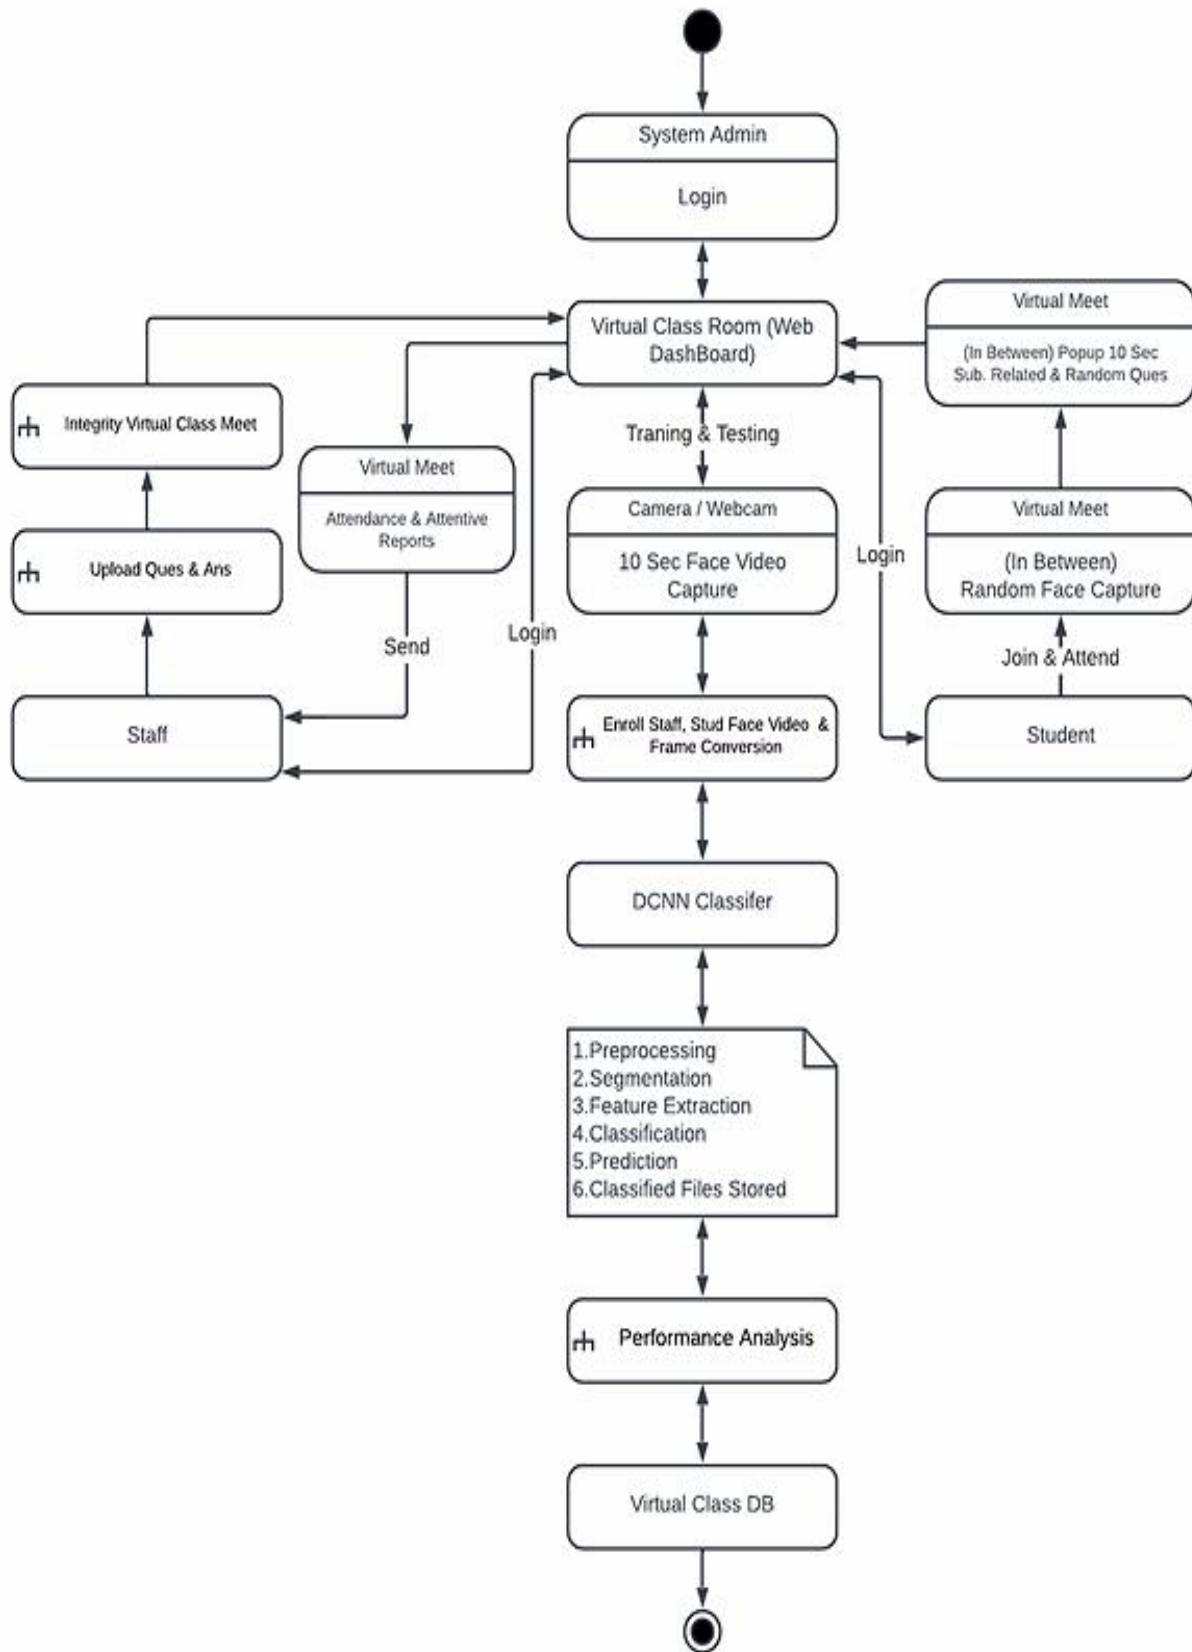 System Admin
Login
Virtual Class Room (Web
DashBoard)
Virtual Meet
(In Between) Popup 10 Sec
Sub. Related & Random Ques
Integrity Virtual Class Meet
Traning & Testing
Virtual Meet
Attendance & Attentive
Reports
Camera / Webcam
10 Sec Face Video
Capture
Login
Virtual Meet
(In Between)
Random Face Capture
Upload Ques & Ans
Send
Login
Join & Attend
Staff
Enroll Staff, Stud Face Video &
Frame Conversion
Student
DCNN Classifer
1.Preprocessing
2.Segmentation
3.Feature Extraction
4.Classification
5.Prediction
6.Classified Files Stored
Performance Analysis
Virtual Class DB